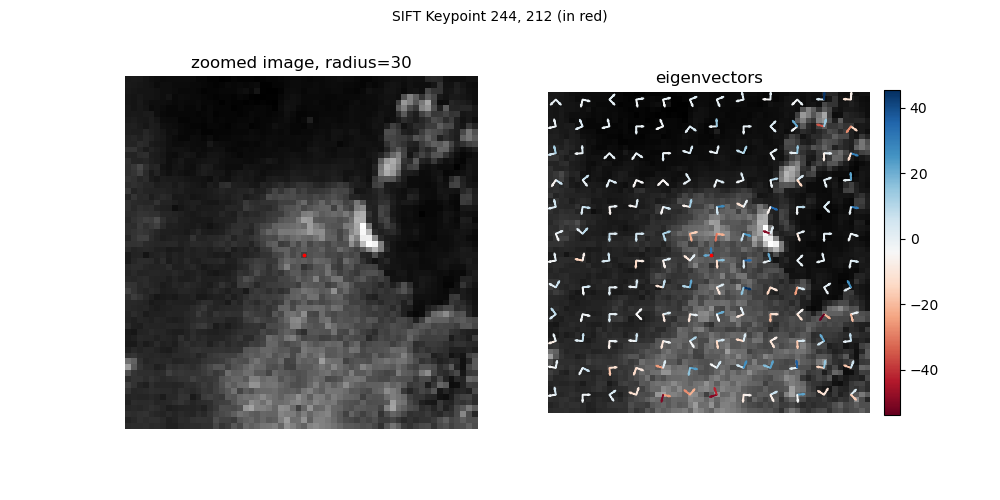 SIFT Keypoint 244, 212 (in red)
zoomed image, radius=30
eigenvectors
40
20
0
−20
−40